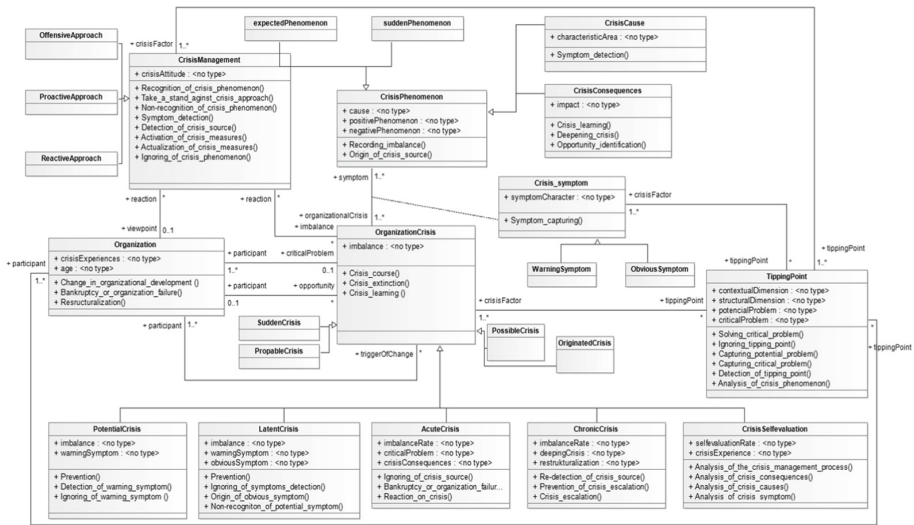 expectedPhenomenon
suddenPhenomenon
CrisisCause
+ characteristicArea : <no type>
+ Symptom_detection()
OffensiveApproach
ProactiveApproach
ReactiveApproach
+ crisisFactor
1..*
CrisisManagement
+ crisisAttitude : <no type>
+ Recognition_of_crisis_phenomenon()
+ Take_a_stand_aginst_crisis_approach()
+ Non-recognition_of_crisis_phenomenon()
+ Symptom_detection()
+ Detection_of_crisis_source()
+ Activation_of_crisis_measures()
+ Actualization_of_crisis_measures()
+ Ignoring_of_crisis_phenomenon()
CrisisPhenomenon
+ cause : <no type>
+ positivePhenomenon : <no type>
+ negativePhenomenon : <no type>
+ Recording_imbalance()
+ Origin_of_crisis_source()
CrisisConsequences
+ impact : <no type>
+ Crisis_learning()
+ Deepening_crisis()
+ Opportunity_identification()
+ symptom
1..*
Crisis_symptom
+ symptomCharacter : <no type>
+ Symptom_capturing()
+ crisisFactor
1..*
WarningSymptom
ObviousSymptom
+ reaction
*
+ reaction
*
+ organizationalCrisis
1..*
+ imbalance
*
+ viewpoint
0..1
+ participant
1..*
Organization
+ crisisExperiences : <no type>
+ age : <no type>
+ Change_in_organizational_development ()
+ Bankruptcy_or_organization_failure()
+ Resructuralization()
+ participant
+ criticalProblem
1..*
0..1
+ participant
+ opportunity
0..1
*
OrganizationCrisis
+ imbalance : <no type>
+ Crisis_course()
+ Crisis_extinction()
+ Crisis_learning ()
+ tippingPoint
*
+ tippingPoint
1..*
TippingPoint
+ contextualDimension : <no type>
+ structuralDimension : <no type>
+ potencialProblem : <no type>
+ criticalProblem : <no type>
+ Solving_critical_problem()
+ Ignoring_tipping_point()
+ Capturing_potential_problem()
+ Capturing_critical_problem()
+ Detection_of_tipping_point()
+ Analysis_of_crisis_phenomenon()
+ crisisFactor
1..*
+ tippingPoint
*
*
+ tippingPoint
+ participant
1..*
SuddenCrisis
PropableCrisis
+ triggerOfChange
*
PossibleCrisis
OriginatedCrisis
PotentialCrisis
+ imbalance : <no type>
+ warningSymptom : <no type>
+ Prevention()
+ Detection_of_warning_symptom()
+ Ignoring_of_warning_symptom ()
LatentCrisis
+ imbalance : <no type>
+ warningSymptom : <no type>
+ obviousSymptom : <no type>
+ Prevention()
+ Ignoring_of_symptoms_detection()
+ Origin_of_obvious_symptom()
+ Non-recogniton_of_potential_symptom()
AcuteCrisis
+ imbalanceRate : <no type>
+ criticalProblem : <no type>
+ crisisConsequences : <no type>
+ Ignoring_of_crisis_source()
+ Bankruptcy_or_organization_failur...
+ Reaction_on_crisis()
ChronicCrisis
+ imbalanceRate : <no type>
+ deepingCrisis : <no type>
+ restrukturalization : <no type>
+ Re-detection_of_crisis_source()
+ Prevention_of_crisis_escalation()
+ Crisis_escalation()
CrisisSelfevaluation
+ selfevaluationRate : <no type>
+ crisisExperience : <no type>
+ Analysis_of_the_crisis_management_process()
+ Analysis_of_crisis_consequences()
+ Analysis_of_crisis_causes()
+ Analysis_of_crisis_symptom()